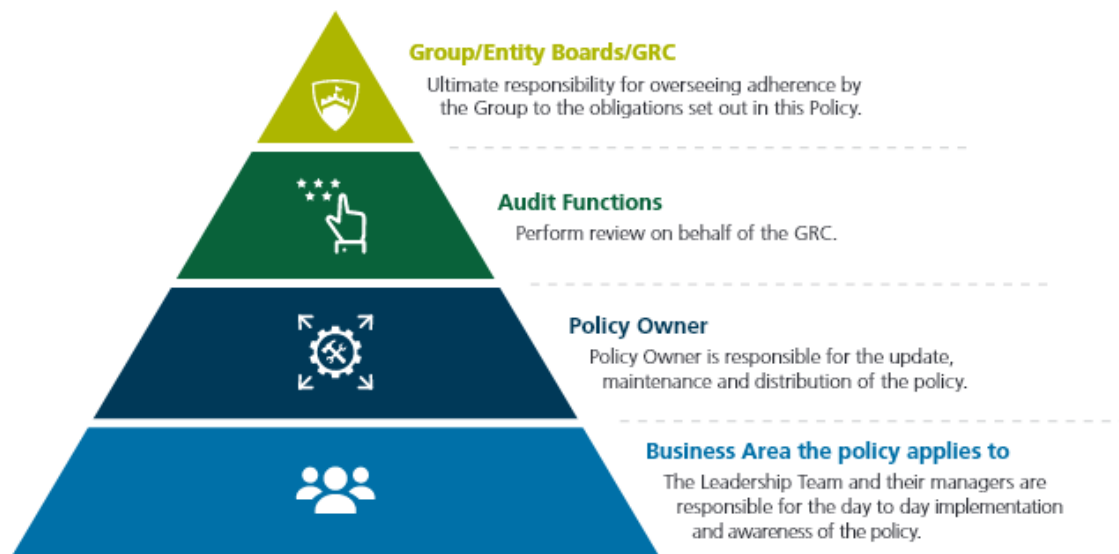 Group/Entity Boards/GRC
Ultimate responsibility for overseeing adherence by
the Group to the obligations set out in this Policy.
Audit Functions
Perform review on behalf of the GRC.
Policy Owner
Policy Owner is responsible for the update,
maintenance and distribution of the policy.
Business Area the policy applies to
The Leadership Team and their managers are
responsible for the day to day implementation
and awareness of the policy.